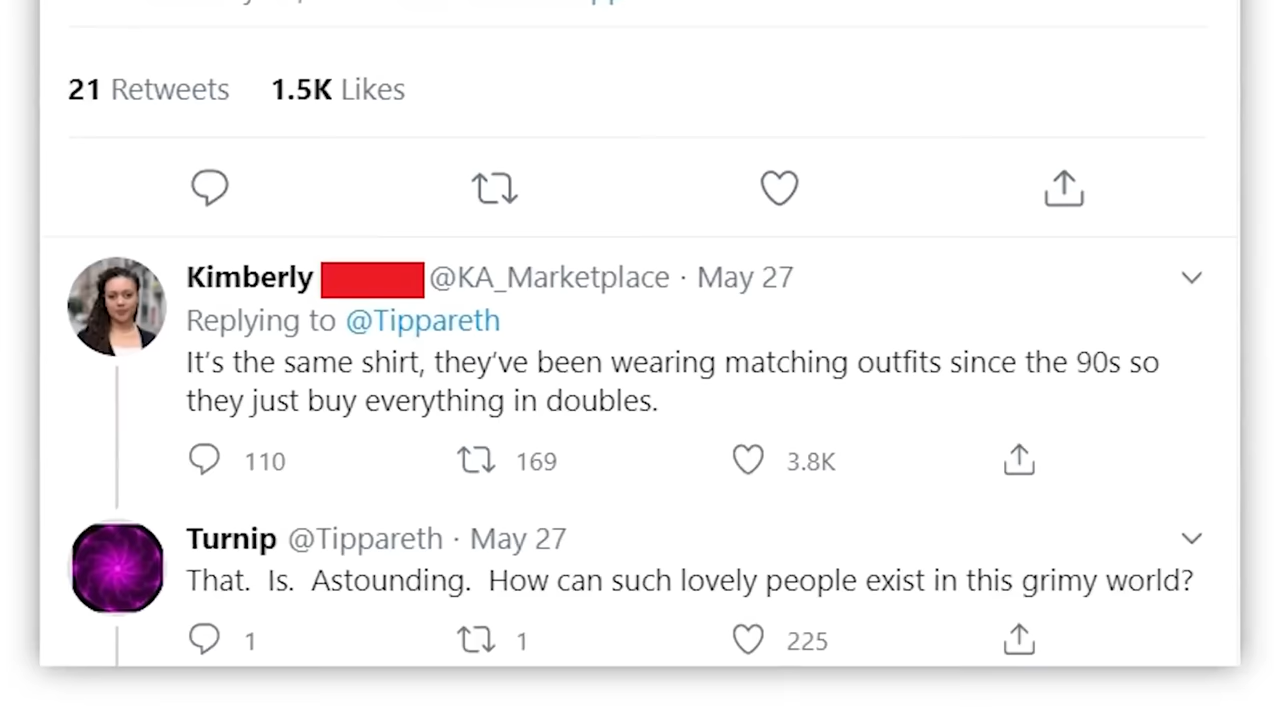 21 Retweets 1.5K Likes
Kimberly @KA_Marketplace · May 27
Replying to @Tippareth
It’s the same shirt, they’ve been wearing matching outfits since the 90s so
they just buy everything in doubles.
110 169 3.8K
Turnip @Tippareth · May 27
That. Is. Astounding. How can such lovely people exist in this grimy world?
1 1 225